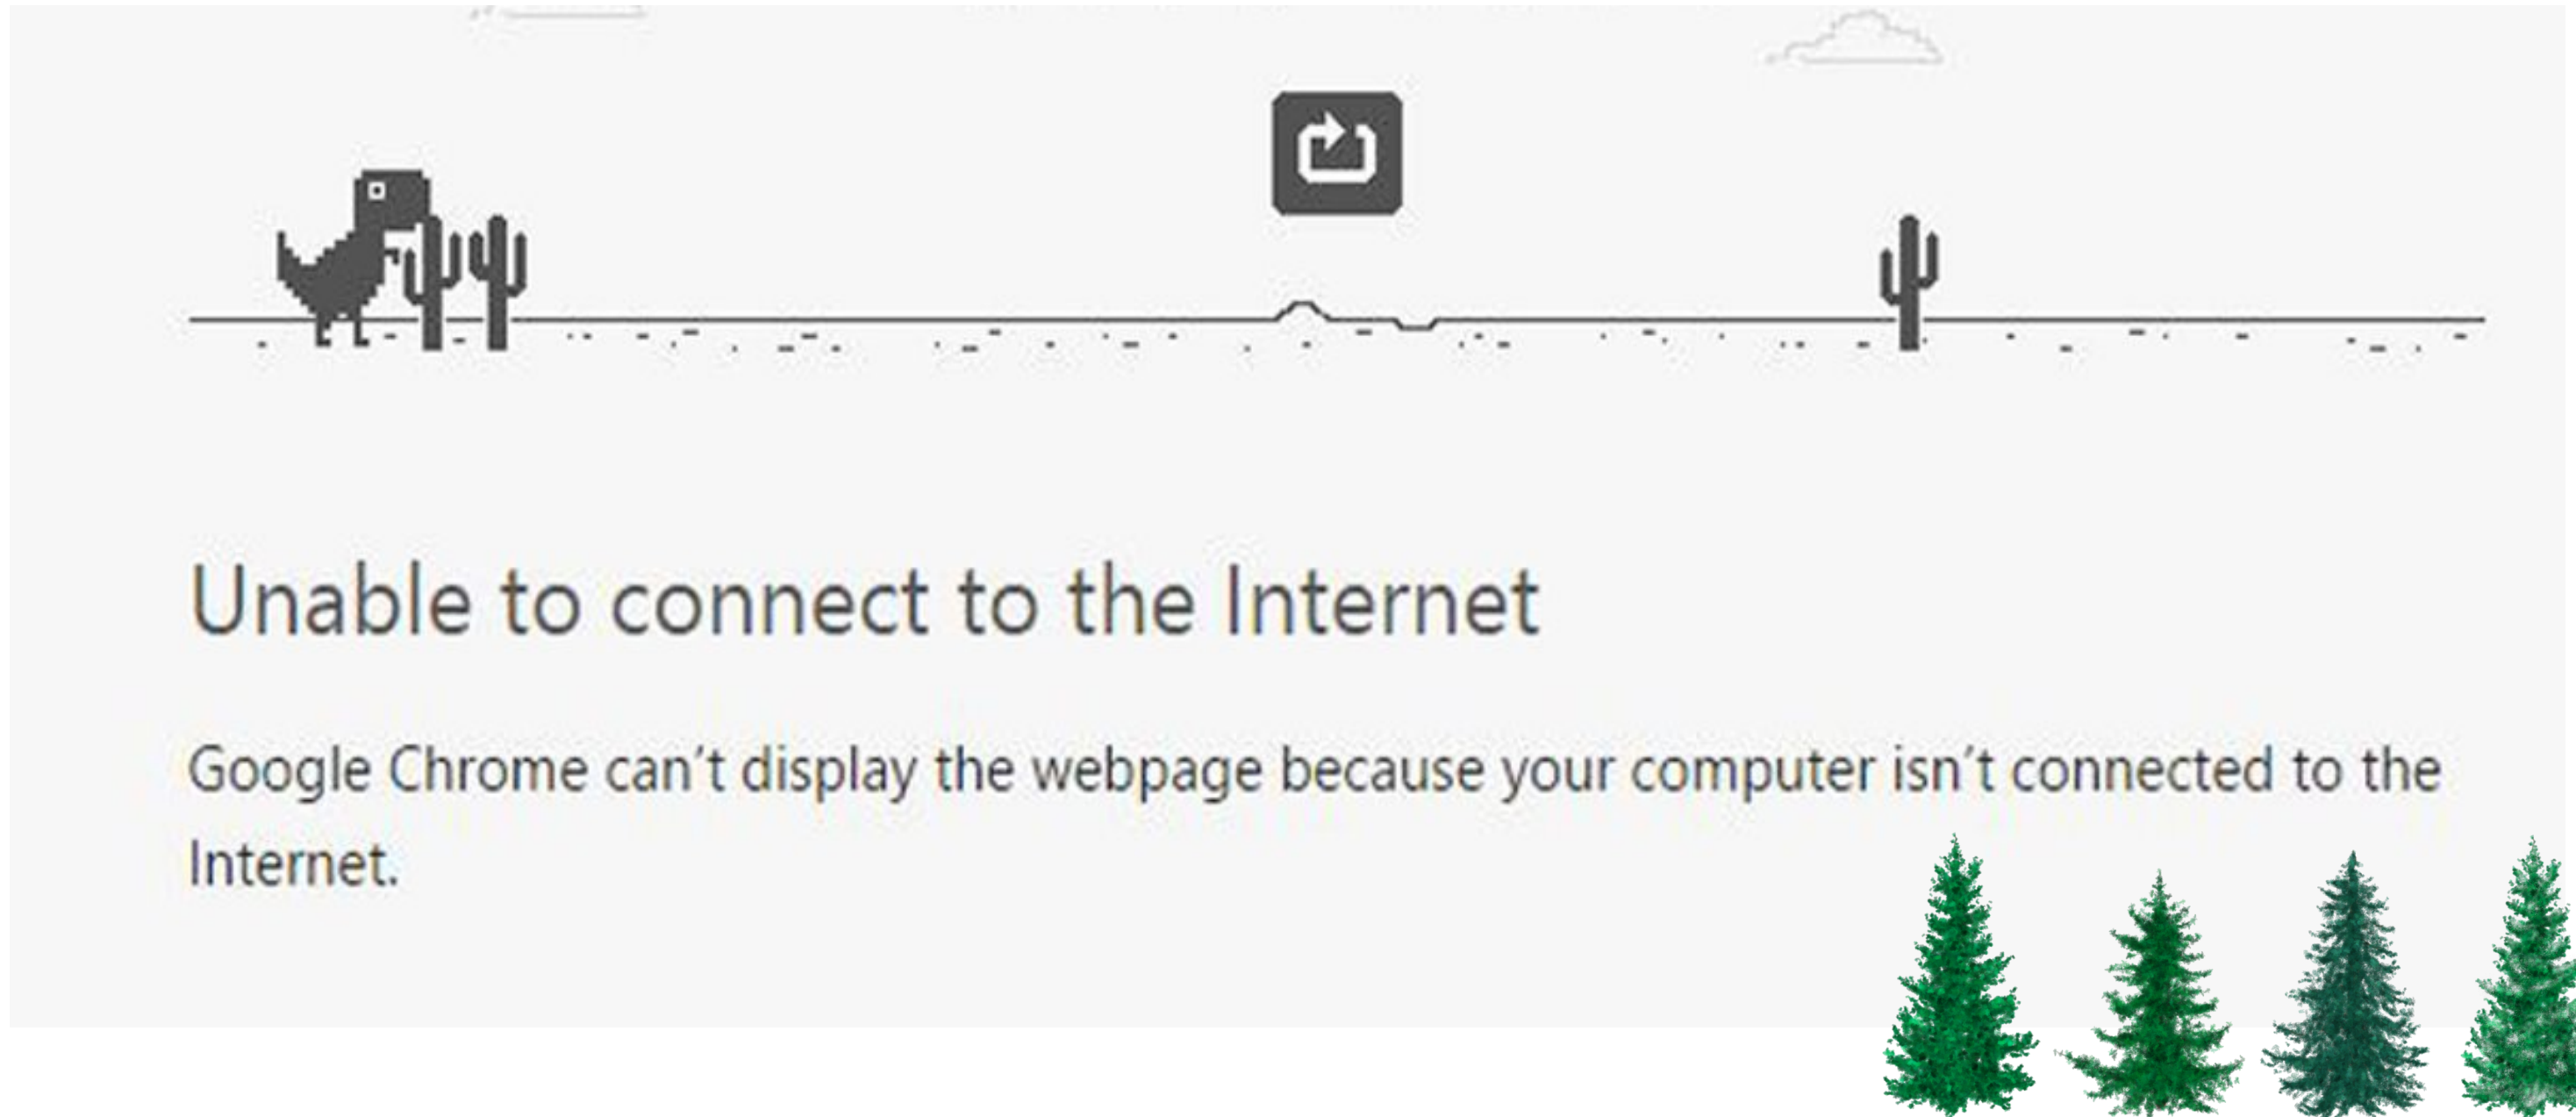 Unable to connect to the Internet
Google Chrome can’t display the webpage because your computer isn’t connected to the
Internet.